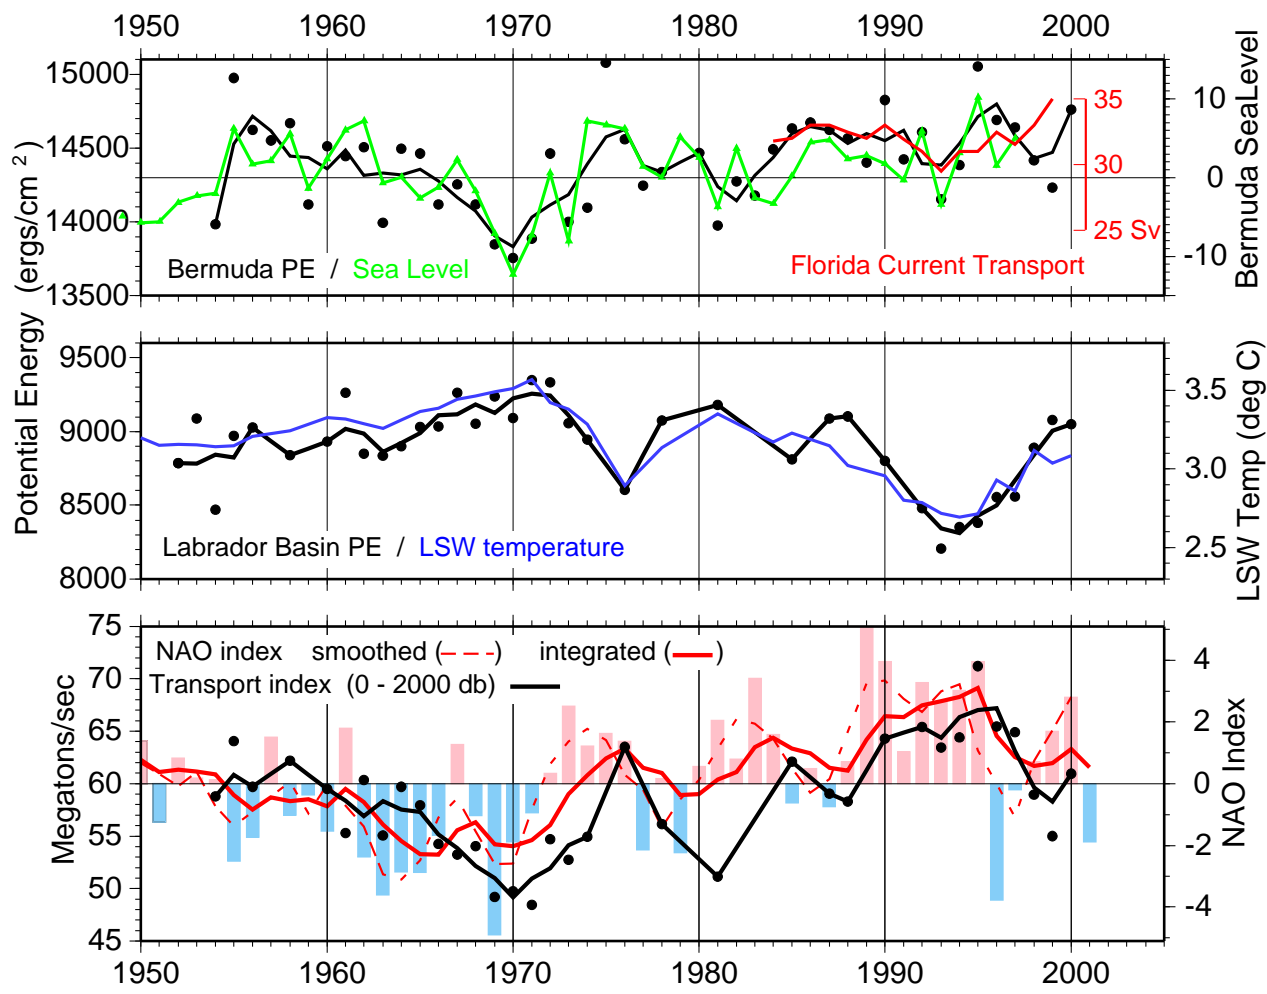 1950 1960 1970 1980 1990 2000
15000
14500
14000
13500
Potential Energy (ergs/cm 2 )
10
0
-10
Bermuda SeaLevel
35
30
25 Sv
Bermuda PE / Sea Level
Florida Current Transport
9500
9000
8500
8000
3.5
3.0
2.5
LSW Temp (deg C)
Labrador Basin PE / LSW temperature
75
70
65
60
55
50
45
Megatons/sec
4
2
0
-2
-4
NAO Index
NAO index smoothed ( ) integrated ( )
Transport index (0 - 2000 db)
1950 1960 1970 1980 1990 2000